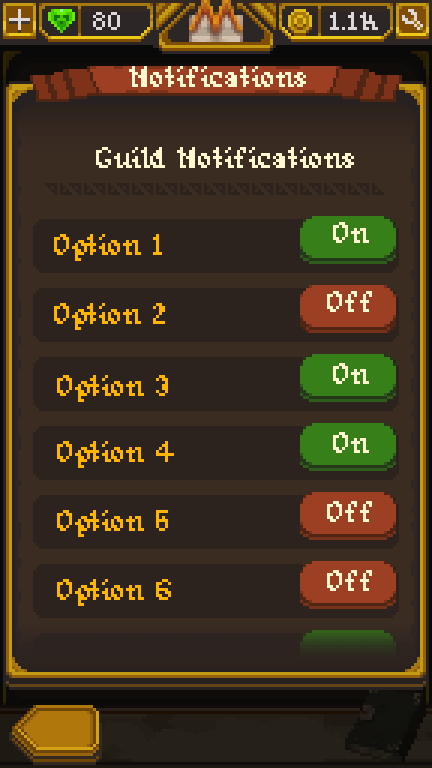 80
1.1k
Notifications
Guild Notifications
Option 1 On
Option 2 Off
Option 3 On
Option 4 On
Option 5 Off
Option 6 Off